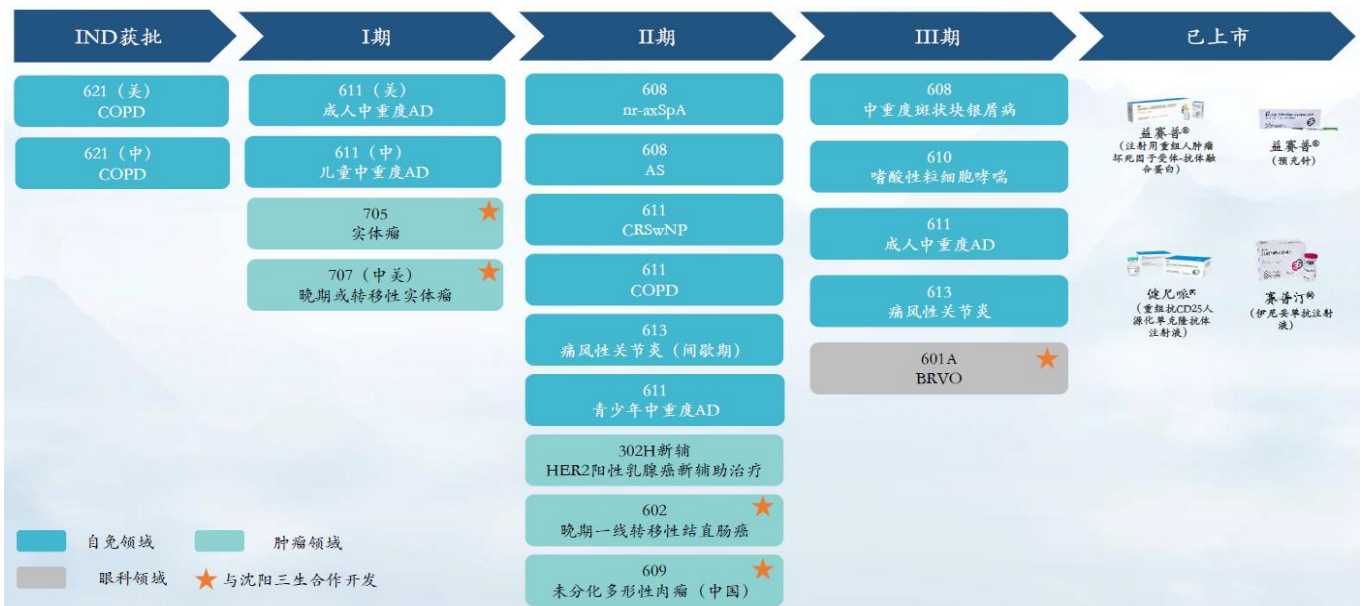 IND获批
I期
II期
III期
已上市
621（美）
COPD
621（中）
COPD
611（美）
成人中重度AD
611（中）
儿童中重度AD
705
实体瘤
707（中美）
晚期或转移性实体瘤
608
nr-axSpA
608
AS
611
CRSwNP
611
COPD
613
痛风性关节炎（间歇期）
611
青少年中重度AD
302H新辅
HER2阳性乳腺癌新辅助治疗
602
晚期一线转移性结直肠癌
609
未分化多形性肉瘤（中国）
608
中重度斑状块银屑病
610
嗜酸性粒细胞哮喘
611
成人中重度AD
613
痛风性关节炎
601A
BRVO
益赛普®
（注射用重组人肿瘤
坏死因子受体-抗体融
合蛋白）
益赛普®
（预充针）
健尼哌®
（重组抗CD25人
源化单克隆抗体
注射液）
赛普汀®
（伊尼妥单抗注射
液）
自免领域
肿瘤领域
眼科领域
与沈阳三生合作开发